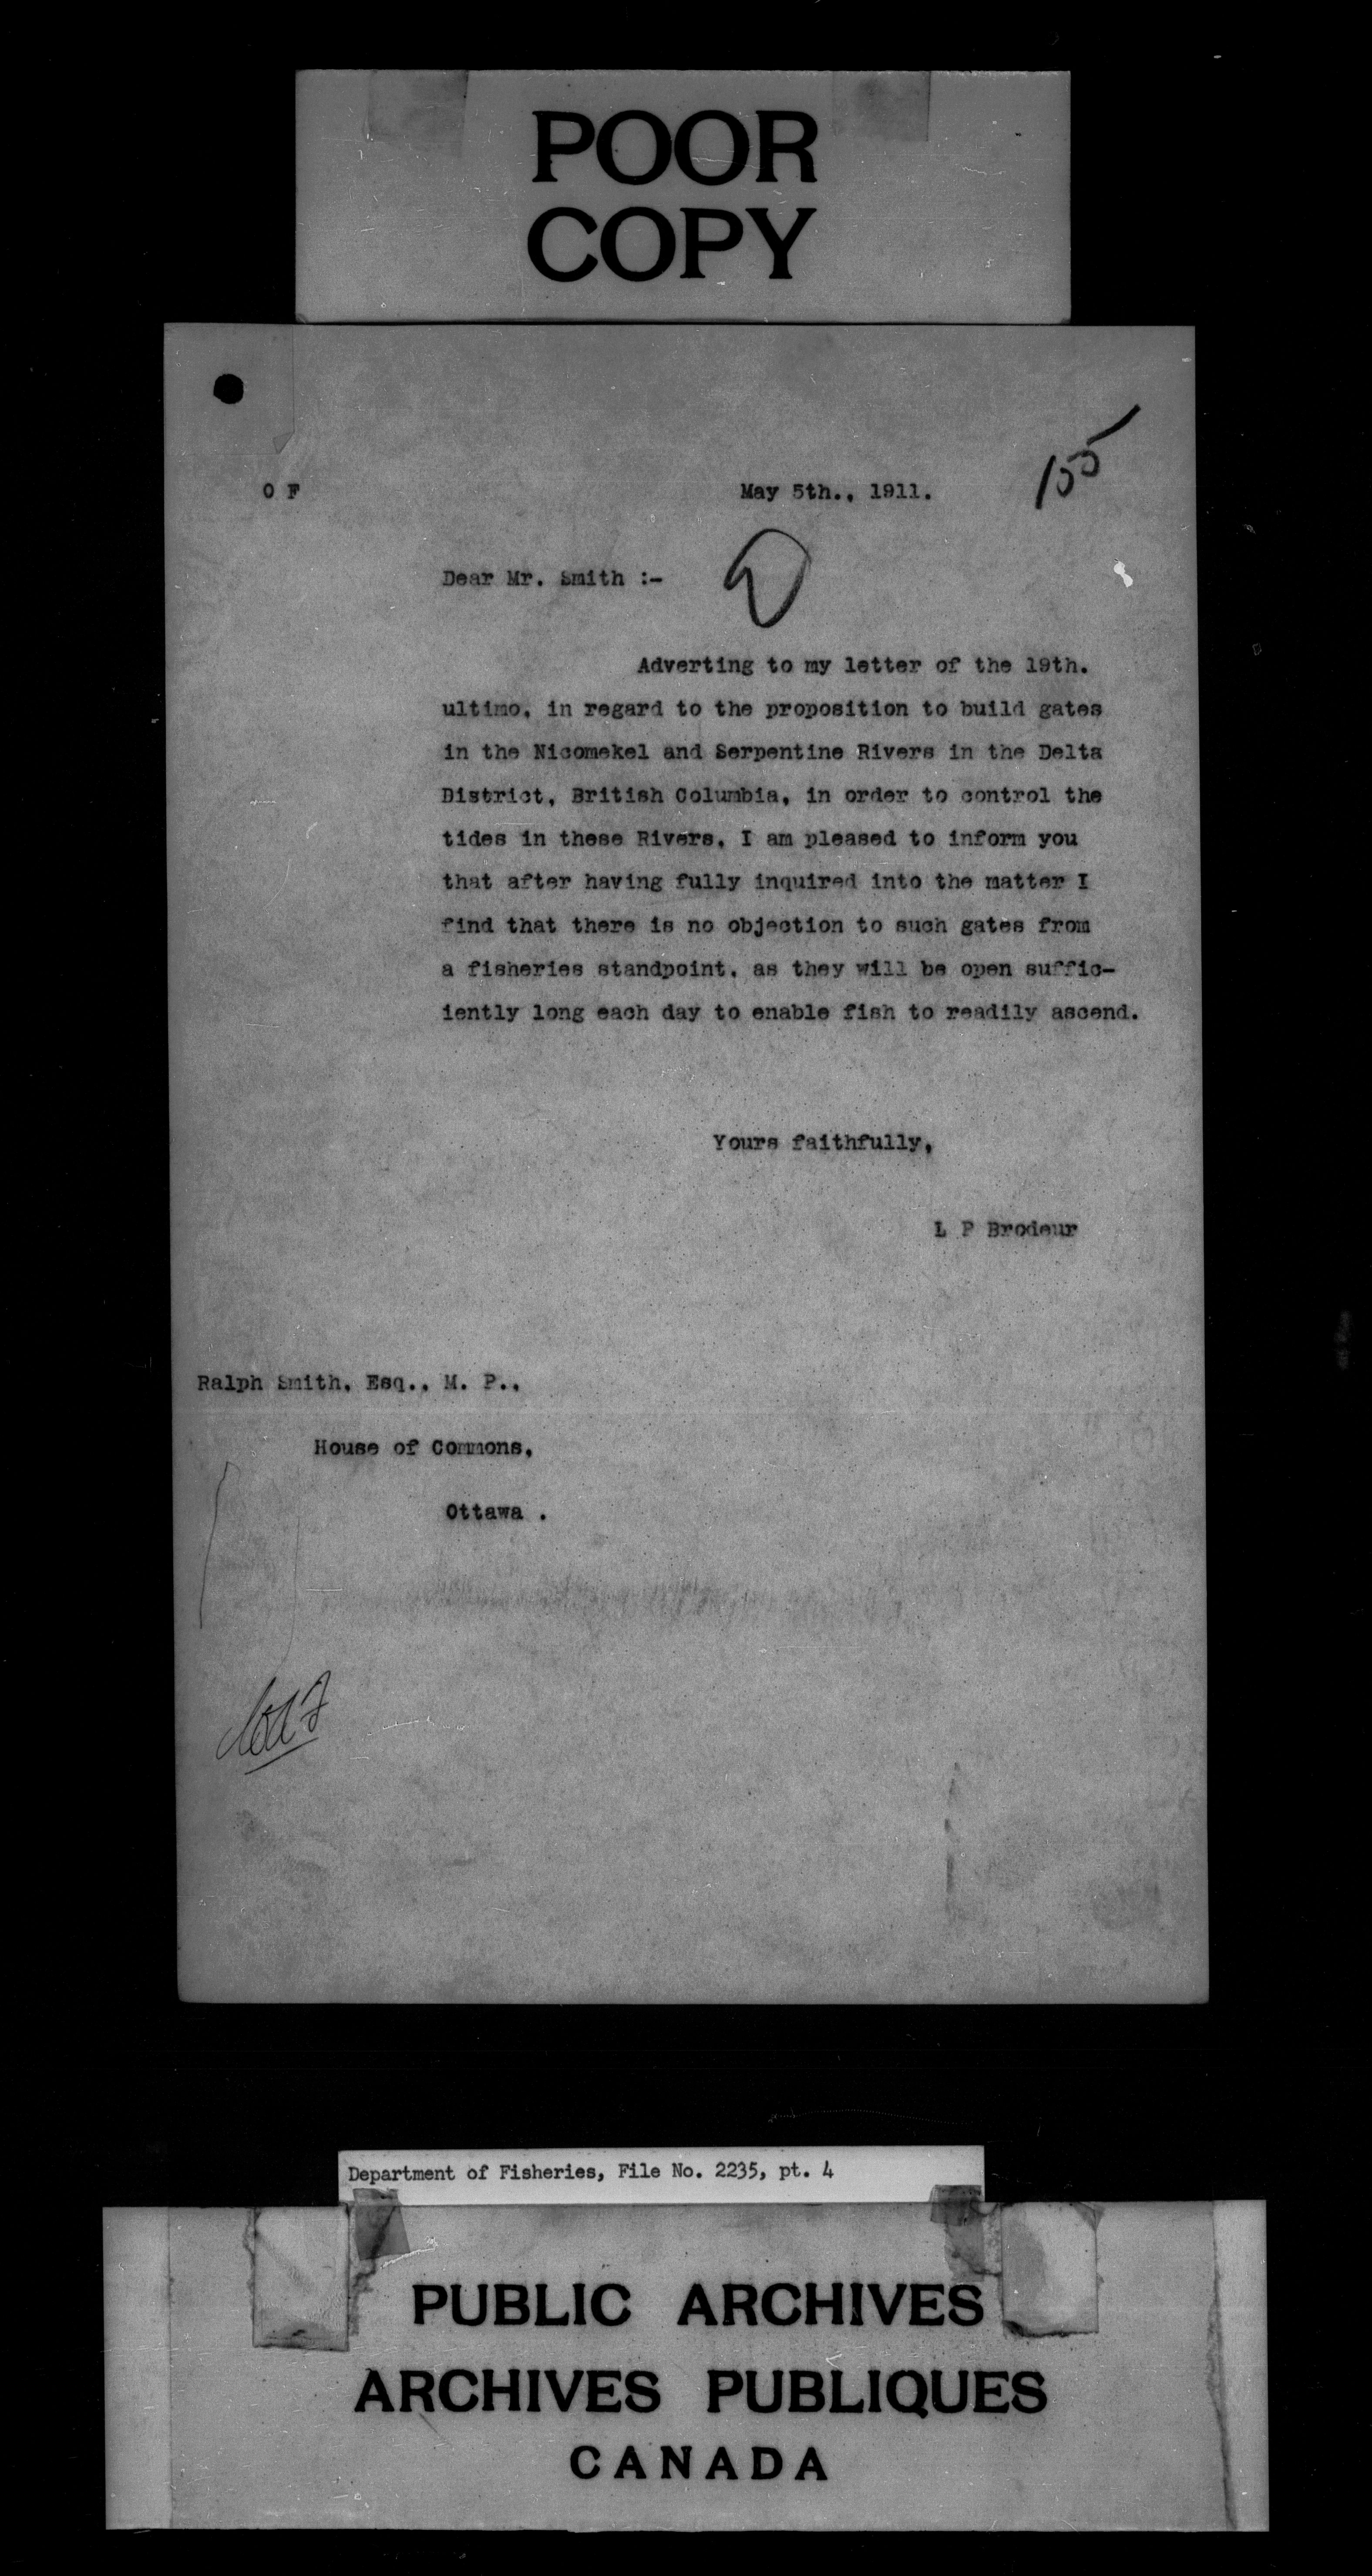 POOR
COPY
155
O F
May 5th., 1911.
Dear Mr. Smith :-
Adverting to my letter of the 19th.
ultimo, in regard to the proposition to build gates
in the Nicomekel and Serpentine Rivers in the Delta
District, British Columbia, in order to control the
tides in these Rivers, I am pleased to inform you
that after having fully inquired into the matter I
find that there is no objection to such gates from
a fisheries standpoint, as they will be open suffic-
iently long each day to enable fish to readily ascend.
Yours faithfully,
L P Brodeur
Ralph Smith, Esq., M. P.,
House of Commons,
Ottawa .
Department of Fisheries, File No. 2235, pt. 4
PUBLIC ARCHIVES
ARCHIVES PUBLIQUES
CANADA